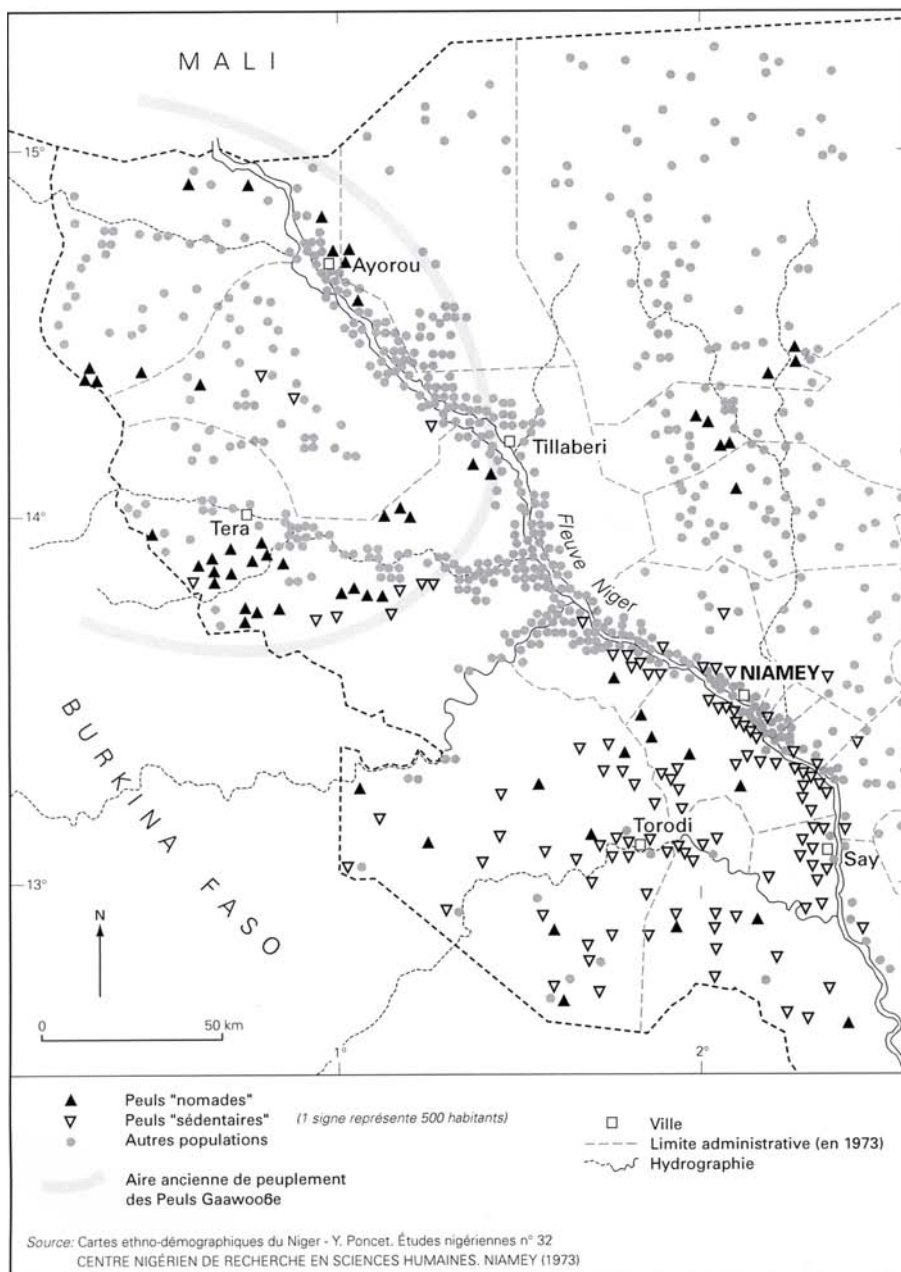 MALI
15°
Ayorou
Tillaberi
14°
Tera
Fleuve Niger
NIAMEY
BURKINA FASO
Torodi
Say
13°
N
0 50 km
1°
2°
Peuls "nomades"
Peuls "sédentaires" (1 signe représente 500 habitants)
Autres populations
Aire ancienne de peuplement
des Peuls Gaawooɓe
Ville
Limite administrative (en 1973)
Hydrographie
Source: Cartes ethno-démographiques du Niger - Y. Poncet. Études nigériennes n° 32
CENTRE NIGÉRIEN DE RECHERCHE EN SCIENCES HUMAINES. NIAMEY (1973)